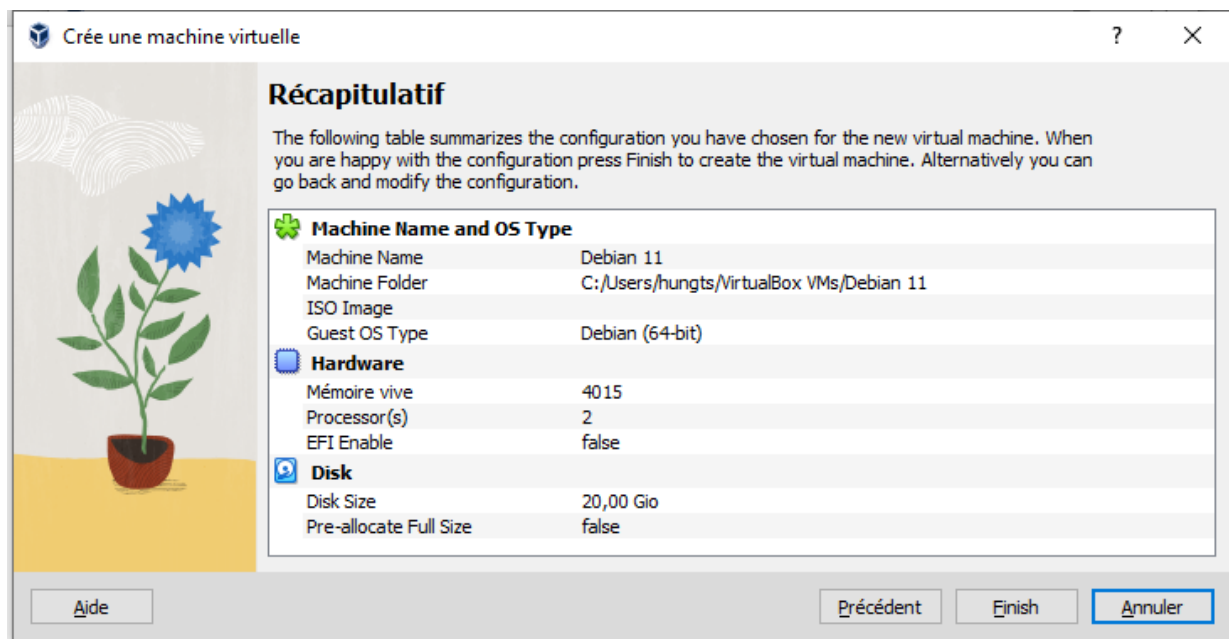 Crée une machine virtuelle
?
Récapitulatif
The following table summarizes the configuration you have chosen for the new virtual machine. When
you are happy with the configuration press Finish to create the virtual machine. Alternatively you can
go back and modify the configuration.
Machine Name and OS Type
Machine Name Debian 11
Machine Folder C:/Users/hungts/VirtualBox VMs/Debian 11
ISO Image
Guest OS Type Debian (64-bit)
Hardware
Mémoire vive 4015
Processor(s) 2
EFI Enable false
Disk
Disk Size 20,00 Gio
Pre-allocate Full Size false
Aide Précédent Finish Annuler